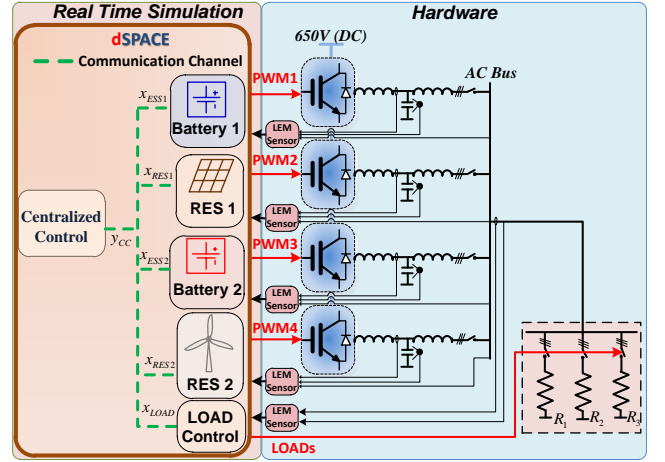 Real Time Simulation
Hardware
dSPACE
Communication Channel
650V (DC)
AC Bus
x_ESS1
Battery 1
PWM1
LEM
Sensor
x_RES1
RES 1
PWM2
LEM
Sensor
Centralized
Control
y_CC
x_ESS2
Battery 2
PWM3
LEM
Sensor
x_RES2
RES 2
PWM4
LEM
Sensor
x_LOAD
LOAD
Control
LEM
Sensor
LOADs
R_1
R_2
R_3